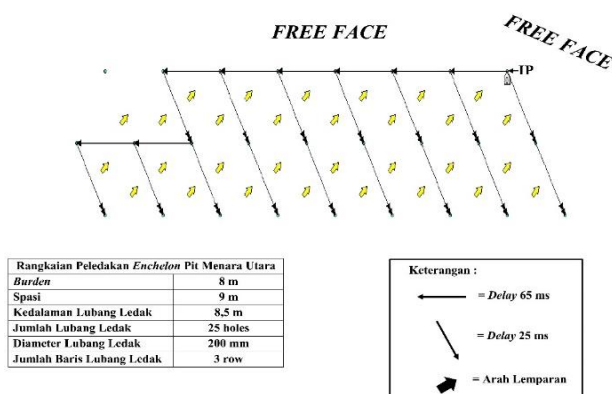 FREE FACE
FREE FACE
IP
Rangkaian Peledakan Enchelon Pit Menara Utara
Burden 8 m
Spasi 9 m
Kedalaman Lubang Ledak 8,5 m
Jumlah Lubang Ledak 25 holes
Diameter Lubang Ledak 200 mm
Jumlah Baris Lubang Ledak 3 row
Keterangan :
= Delay 65 ms
= Delay 25 ms
= Arah Lemparan